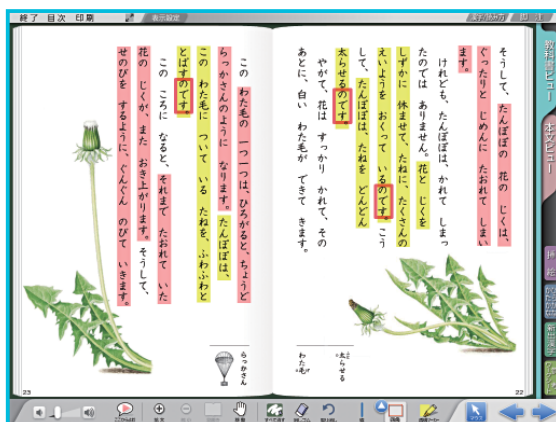 終了 目次 印刷
表示設定
そうして、たんぽぽの 花の じくは、
ぐったりと じめんに たおれて しまい
ます。
けれども、たんぽぽは、かれて しまっ
たのでは ありません。花と じくを
しずかに 休ませて、たねに、たくさんの
えいようを おくって いるのです。こう
して、たんぽぽは、たねを どんどん
太らせるのです。
やがて、花は すっかり かれて、その
あとに、白い わた毛が できて きます。
太らせる
わた毛
22
この わた毛の 一つ一つは、ひろがると、ちょうど
らっかさんのように なります。たんぽぽは、
この わた毛に ついて いる たねを、ふわふわと
とばすのです。
この ころに なると、それまで たおれて いた
花の じくが、また おき上がります。そうして、
せのびを するように、ぐんぐん のびて いきます。
らっかさん
23
教科書ビュー
本文ビュー
挿絵